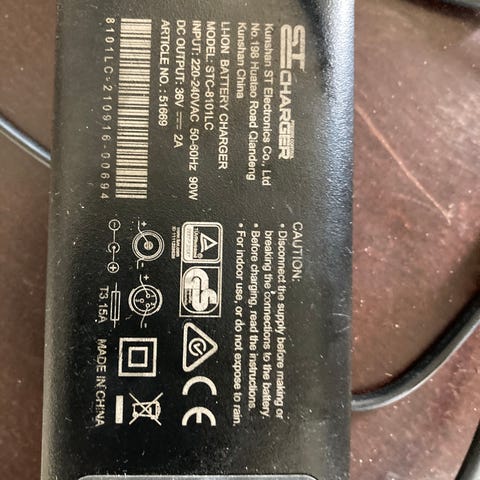 ST CHARGER
Kunshan ST Electronics Co., Ltd
No.198 Huatao Road Qiandeng
Kunshan China
LI-ION BATTERY CHARGER
MODEL: STC-8101LC
INPUT: 220-240VAC 50-60Hz 90W
DC OUTPUT: 36V ⎓ 2A
ARTICLE NO.: 51669
8101LC:210916-00694
CAUTION:
• Disconnect the supply before making or
breaking the connections to the battery.
• Before charging, read the instructions.
• For indoor use, or do not expose to rain.
GS
CE
T3.15A
MADE IN CHINA